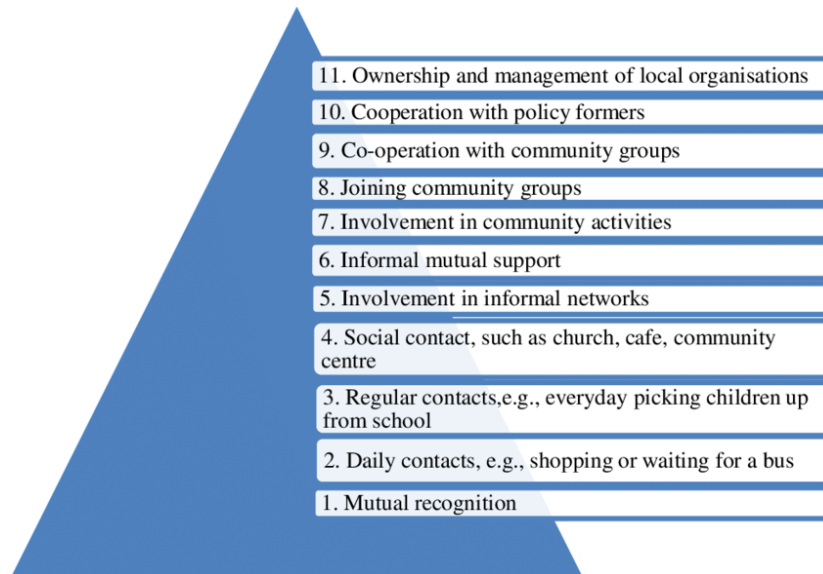 11. Ownership and management of local organisations
10. Cooperation with policy formers
9. Co-operation with community groups
8. Joining community groups
7. Involvement in community activities
6. Informal mutual support
5. Involvement in informal networks
4. Social contact, such as church, cafe, community
centre
3. Regular contacts,e.g., everyday picking children up
from school
2. Daily contacts, e.g., shopping or waiting for a bus
1. Mutual recognition